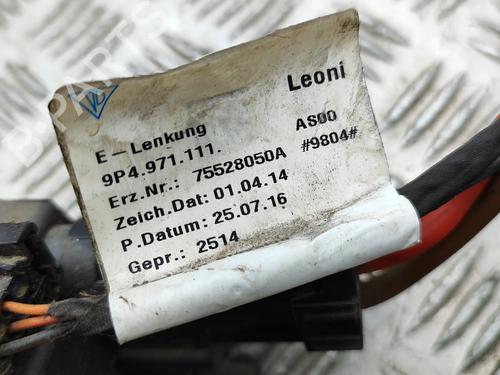 Leoni
E-Lenkung
9P4.971.111. AS00
Erz.Nr.: 75528050A #9804#
Zeich.Dat: 01.04.14
P.Datum: 25.07.16
Gepr.: 2514
B PARTS